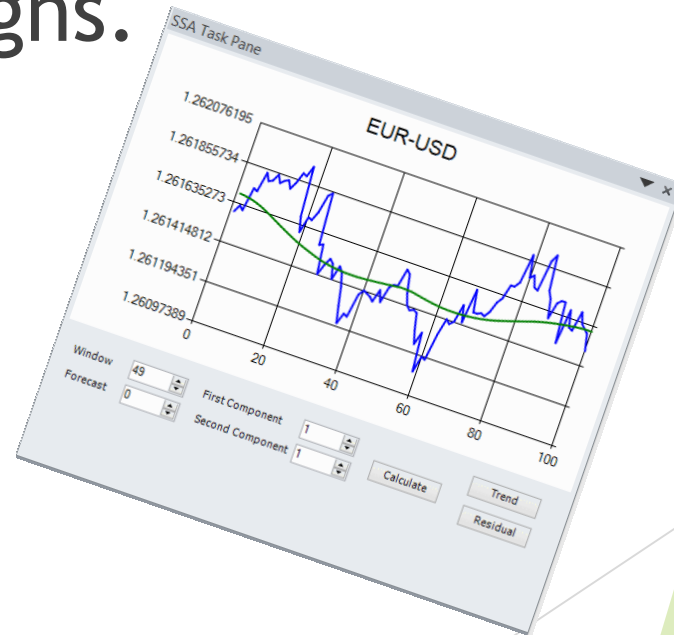 gns.
SSA Task Pane
EUR-USD
1.262076195
1.261855734
1.261635273
1.261414812
1.261194351
1.26097389
0
20
40
60
80
100
Window
49
First Component
1
Forecast
0
Second Component
1
Calculate
Trend
Residual